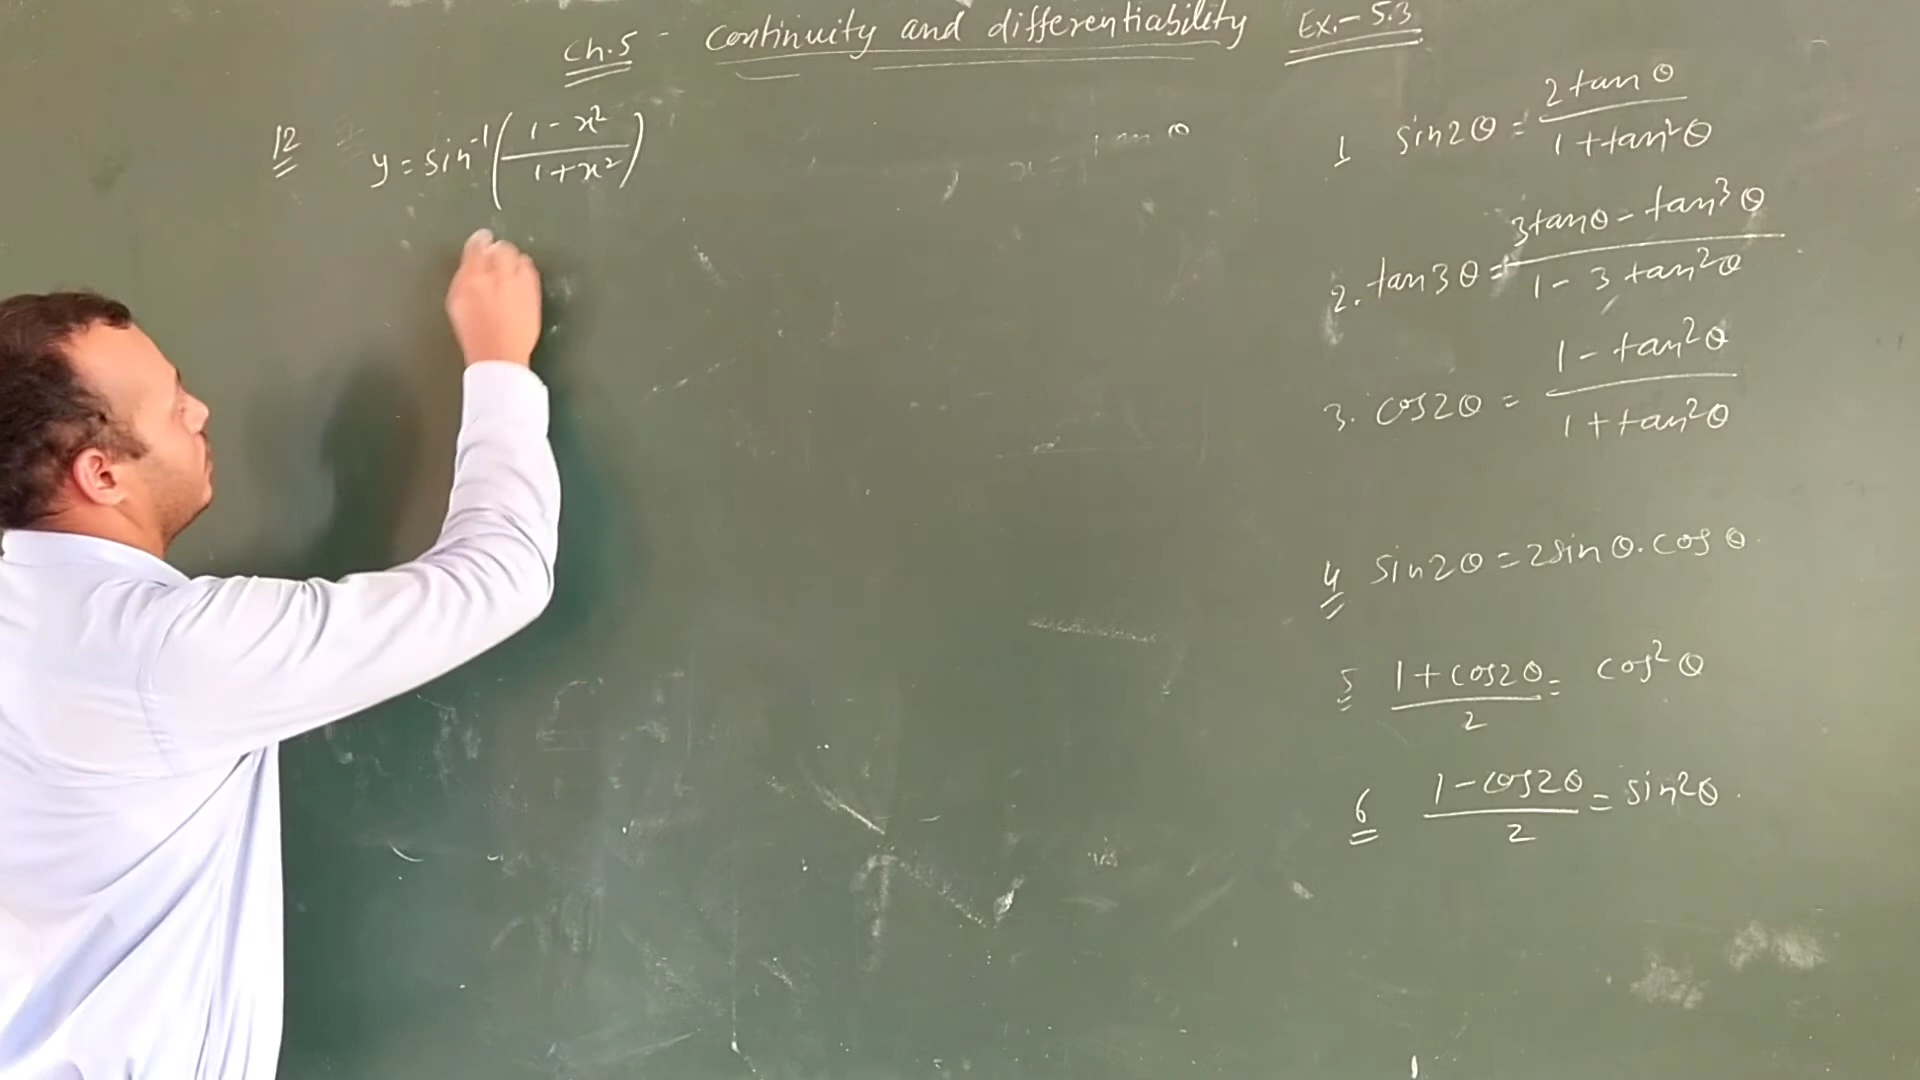 Ch.5 - Continuity and differentiability Ex.- 5.3
12 y = sin⁻¹((1-x²)/(1+x²))
1 sin2θ = (2tanθ)/(1+tan²θ)
2. tan3θ = (3tanθ - tan³θ)/(1-3tan²θ)
3. cos2θ = (1-tan²θ)/(1+tan²θ)
4 sin2θ = 2sinθ.cosθ
5 (1+cos2θ)/2 = cos²θ
6 (1-cos2θ)/2 = sin²θ